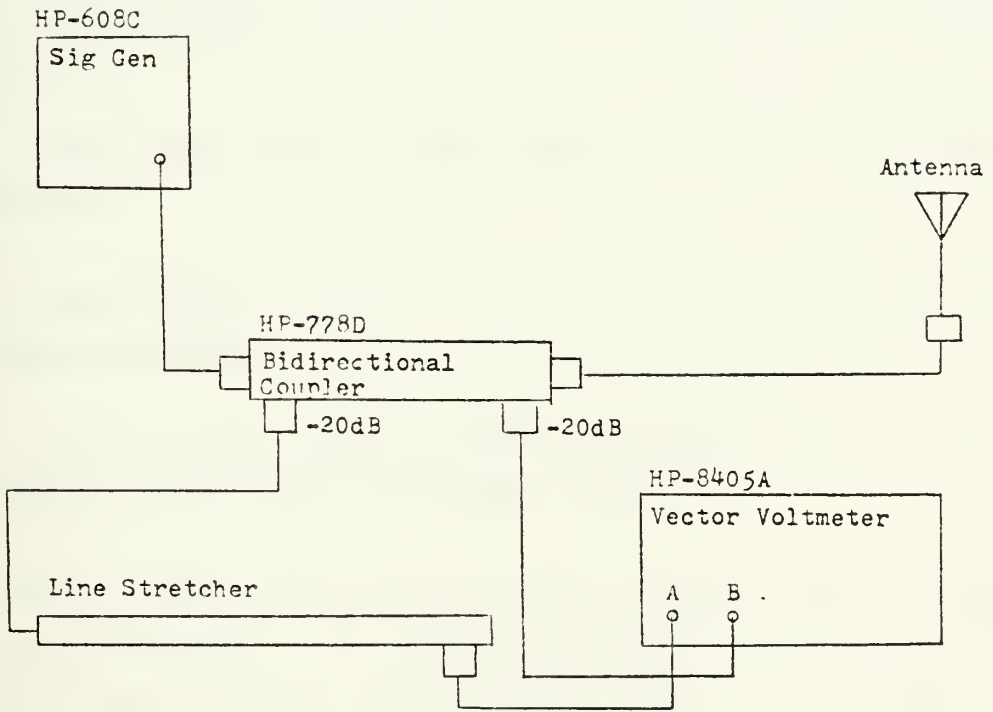 HP-608C
Sig Gen
Antenna
HP-778D
Bidirectional
Coupler
-20dB
-20dB
HP-8405A
Vector Voltmeter
A B
Line Stretcher